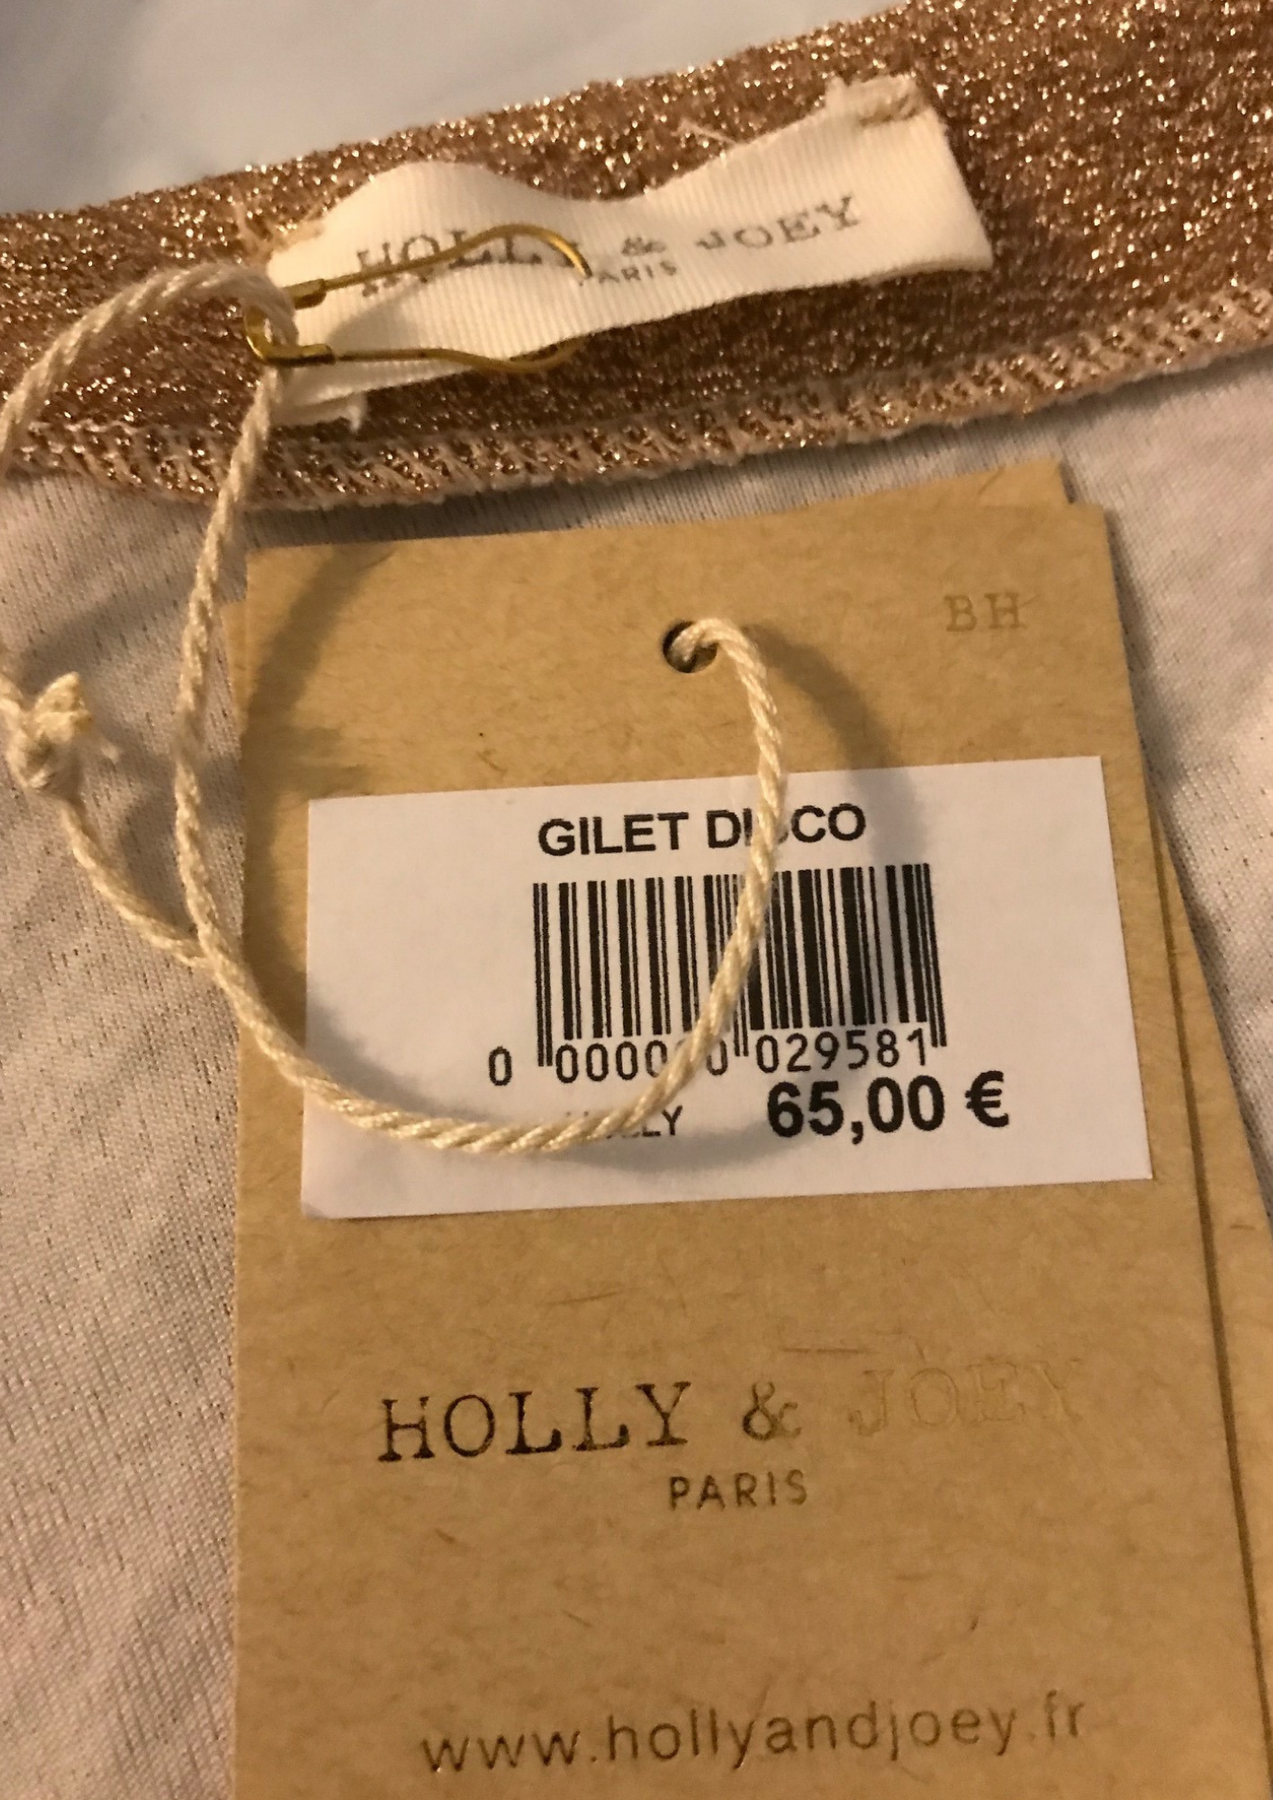 HOLLY & JOEY
PARIS
BH
GILET DISCO
0 000000 029581
65,00 €
HOLLY & JOEY
PARIS
www.hollyandjoey.fr